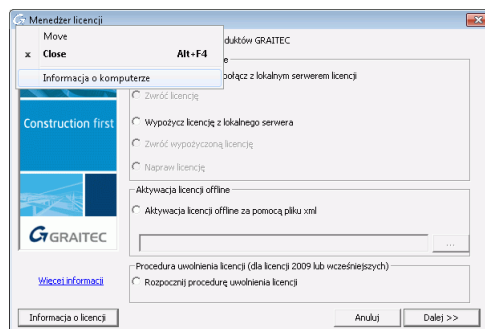 Menedżer licencji
Move
duktów GRAITEC
x Close Alt+F4
e
Informacja o komputerze
połącz z lokalnym serwerem licencji
Zwróć licencję
Construction first
Wypożycz licencję z lokalnego serwera
Zwróć wypożyczoną licencję
Napraw licencję
Aktywacja licencji offline
Aktywacja licencji offline za pomocą pliku xml
GRAITEC
...
Procedura uwolnienia licencji (dla licencji 2009 lub wcześniejszych)
Więcej informacji
Rozpocznij procedurę uwolnienia licencji
Informacja o licencji
Anuluj
Dalej >>